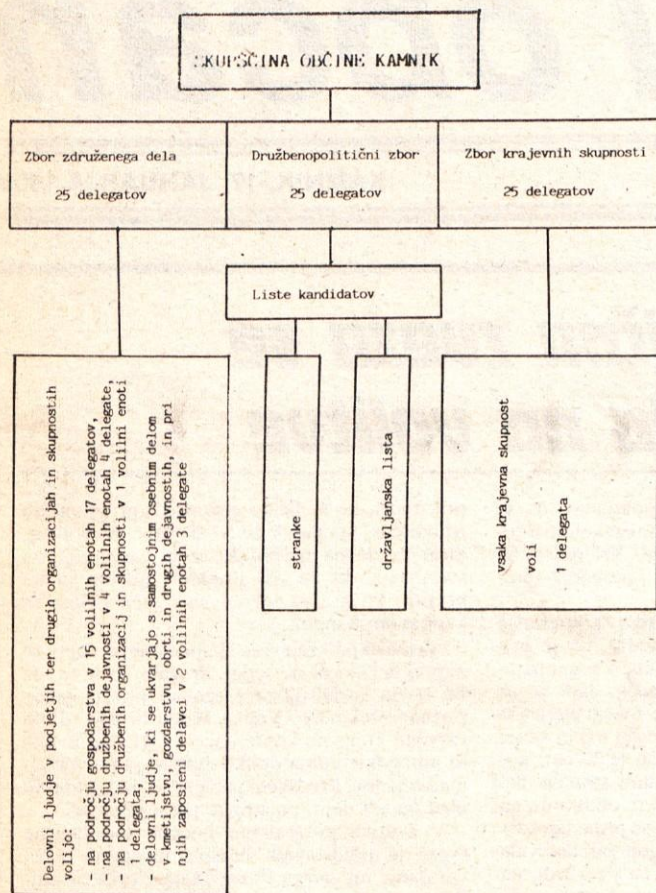 SKUPŠČINA OBČINE KAMNIK
Zbor združenega dela
25 delegatov
Družbenopolitični zbor
25 delegatov
Zbor krajevnih skupnosti
25 delegatov
Liste kandidatov
Delovni ljudje v podjetjih ter drugih organizacijah in skupnostih
volijo:
- na področju gospodarstva v 15 volilnih enotah 17 delegatov,
- na področju družbenih dejavnosti v 4 volilnih enotah 4 delegate,
- na področju družbenih organizacij in skupnosti v 1 volilni enoti
1 delegata,
- delovni ljudje, ki se ukvarjajo s samostojnim osebnim delom
v kmetijstvu, gozdarstvu, obrti in drugih dejavnostih, in pri
njih zaposleni delavci v 2 volilnih enotah 3 delegate
stranke
državljanska lista
vsaka krajevna skupnost
voli
1 delegata